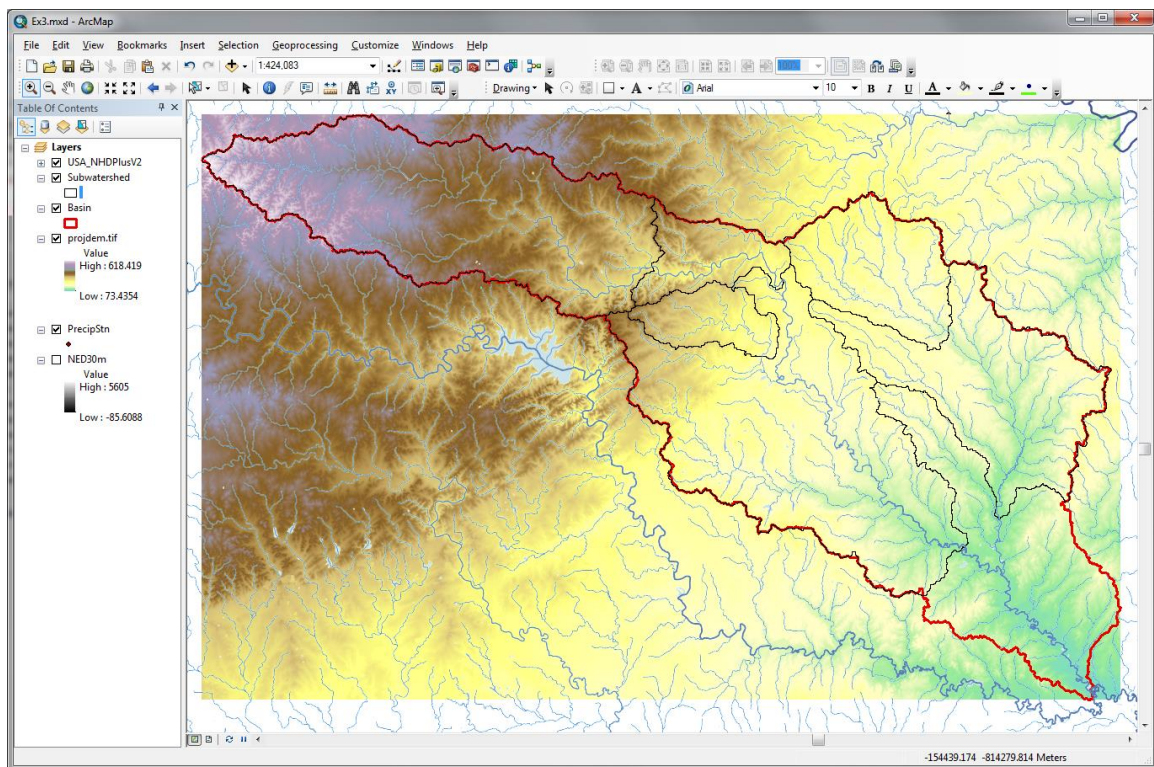 Ex3.mxd - ArcMap
File Edit View Bookmarks Insert Selection Geoprocessing Customize Windows Help
1:424,083 100%
Drawing Arial 10 B I U A
Table Of Contents
Layers
USA_NHDPlusV2
Subwatershed
Basin
projdem.tif
Value
High : 618.419
Low : 73.4354
PrecipStn
NED30m
Value
High : 5605
Low : -85.6088
-154439.174 -814279.814 Meters